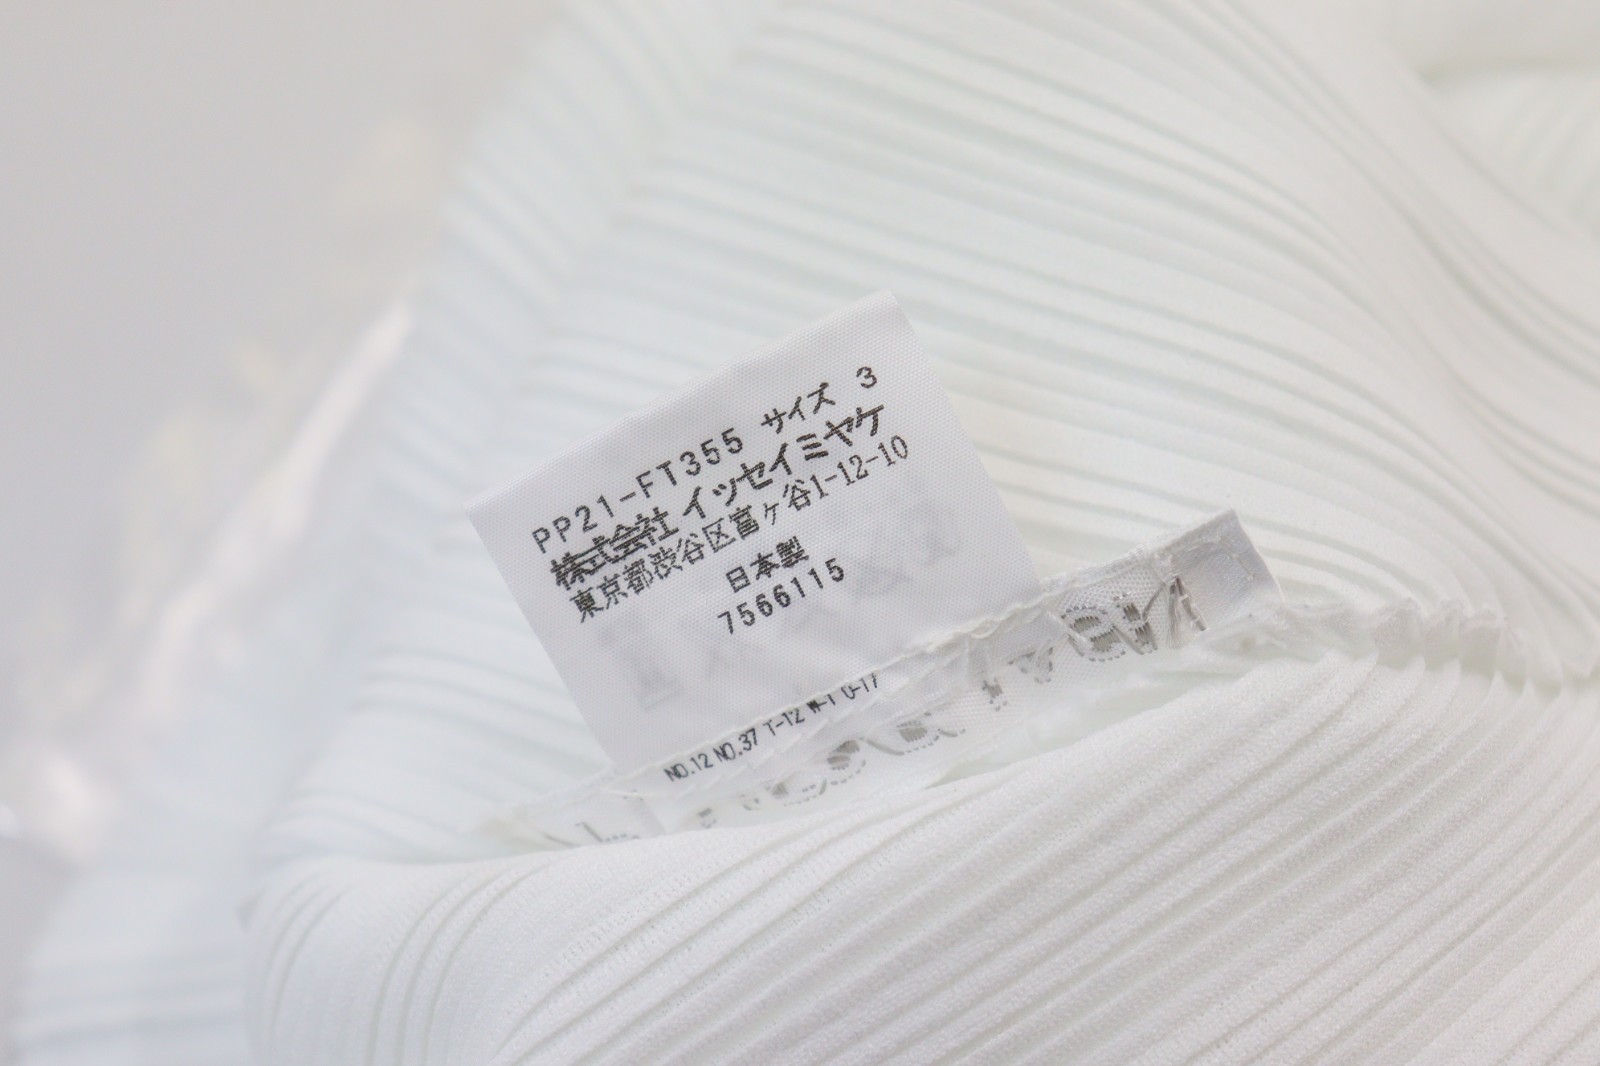 PP21-FT355 サイズ 3
株式会社 イッセイミヤケ
東京都渋谷区富ヶ谷1-12-10
日本製
7566115
NO.12 NO.37 T-12 W-1 U-17